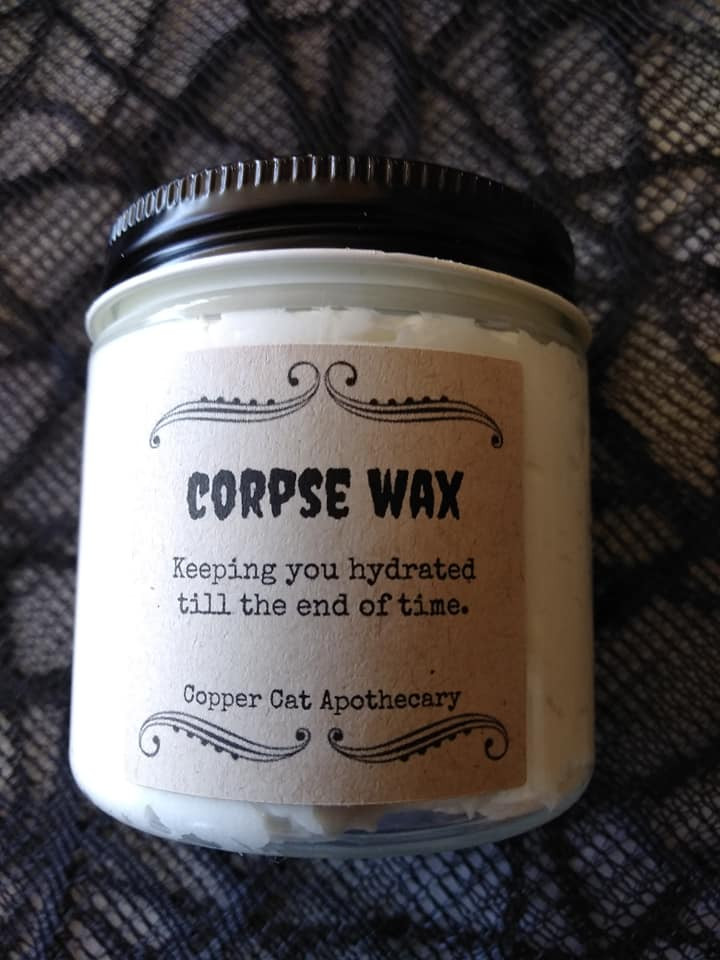 CORPSE WAX
Keeping you hydrated
till the end of time.
Copper Cat Apothecary